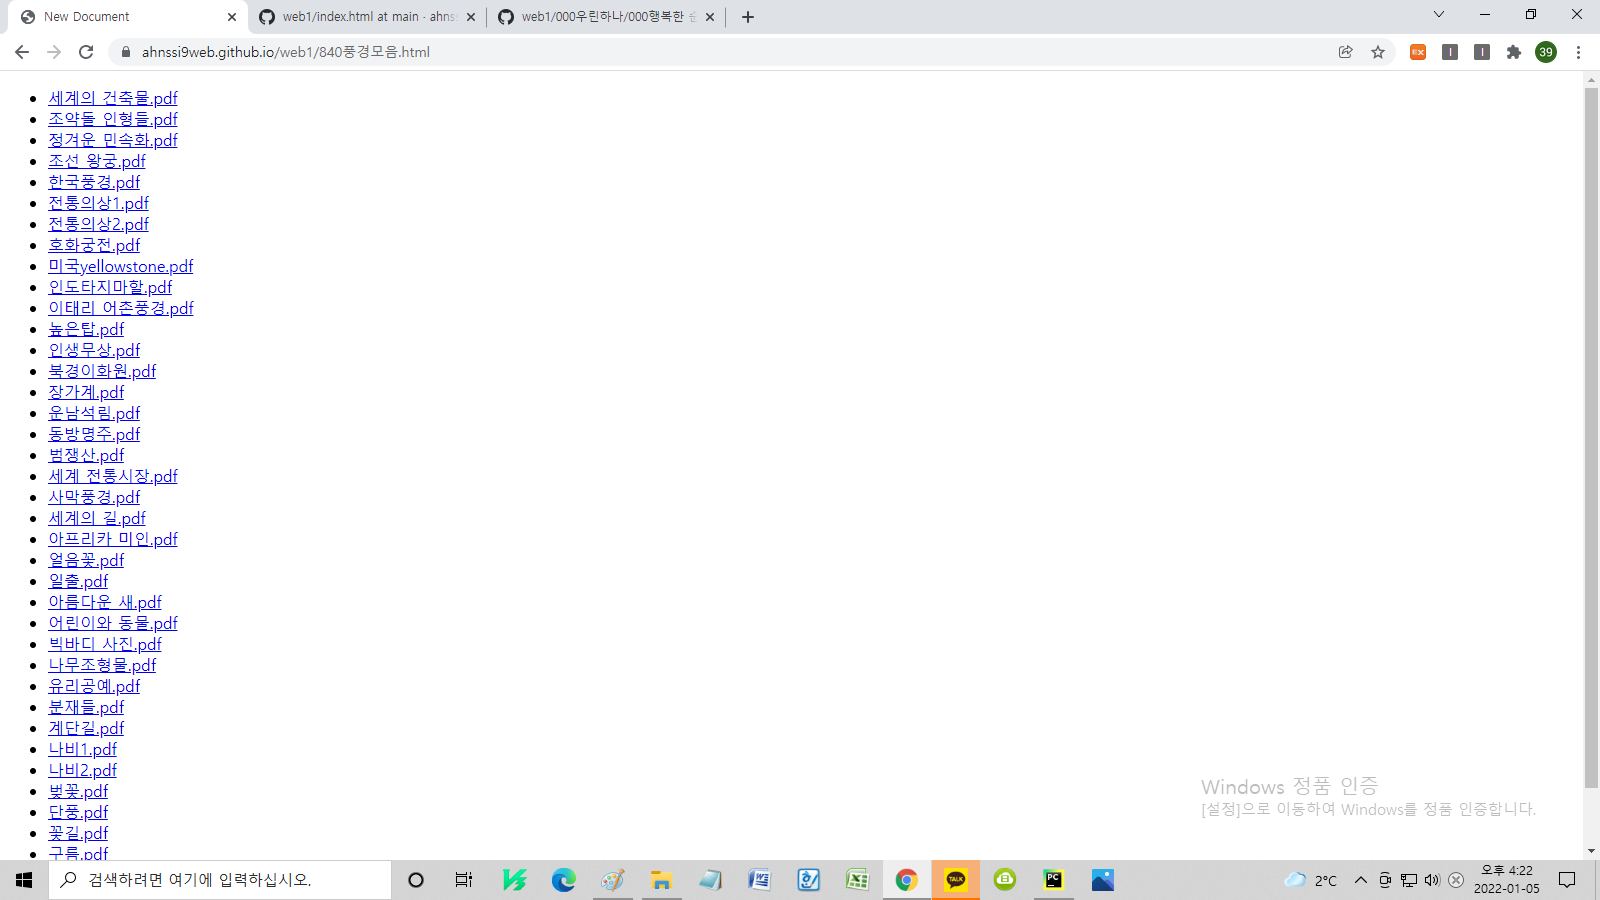 New Document
web1/index.html at main · ahnss
web1/000우린하나/000행복한
ahnssi9web.github.io/web1/840풍경모음.html
39
세계의 건축물.pdf
조약돌 인형들.pdf
정겨운 민속화.pdf
조선 왕궁.pdf
한국풍경.pdf
전통의상1.pdf
전통의상2.pdf
호화궁전.pdf
미국yellowstone.pdf
인도타지마할.pdf
이태리 어촌풍경.pdf
높은탑.pdf
인생무상.pdf
북경이화원.pdf
장가계.pdf
운남석림.pdf
동방명주.pdf
범쟁산.pdf
세계 전통시장.pdf
사막풍경.pdf
세계의 길.pdf
아프리카 미인.pdf
얼음꽃.pdf
일출.pdf
아름다운 새.pdf
어린이와 동물.pdf
빅바디 사진.pdf
나무조형물.pdf
유리공예.pdf
분재들.pdf
계단길.pdf
나비1.pdf
나비2.pdf
벚꽃.pdf
단풍.pdf
꽃길.pdf
구름.pdf
Windows 정품 인증
[설정]으로 이동하여 Windows를 정품 인증합니다.
검색하려면 여기에 입력하십시오.
TALK
PC
2°C
오후 4:22
2022-01-05